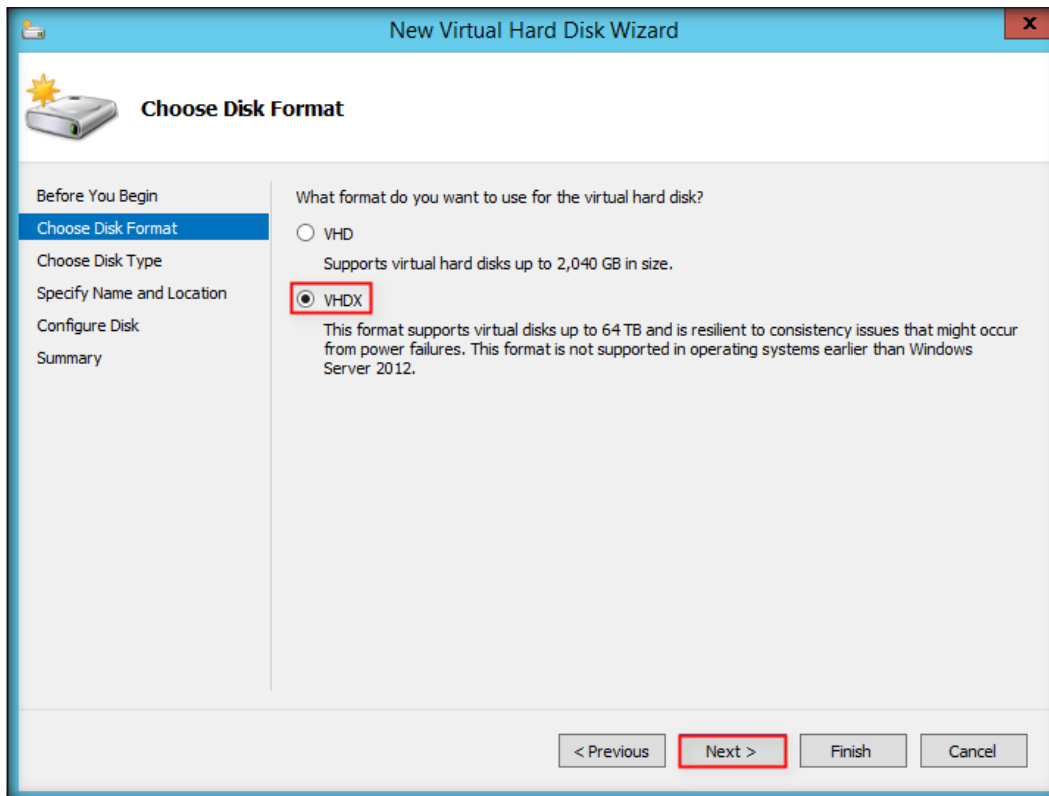 New Virtual Hard Disk Wizard
x
Choose Disk Format
Before You Begin
Choose Disk Format
Choose Disk Type
Specify Name and Location
Configure Disk
Summary
What format do you want to use for the virtual hard disk?
VHD
Supports virtual hard disks up to 2,040 GB in size.
VHDX
This format supports virtual disks up to 64 TB and is resilient to consistency issues that might occur
from power failures. This format is not supported in operating systems earlier than Windows
Server 2012.
< Previous
Next >
Finish
Cancel